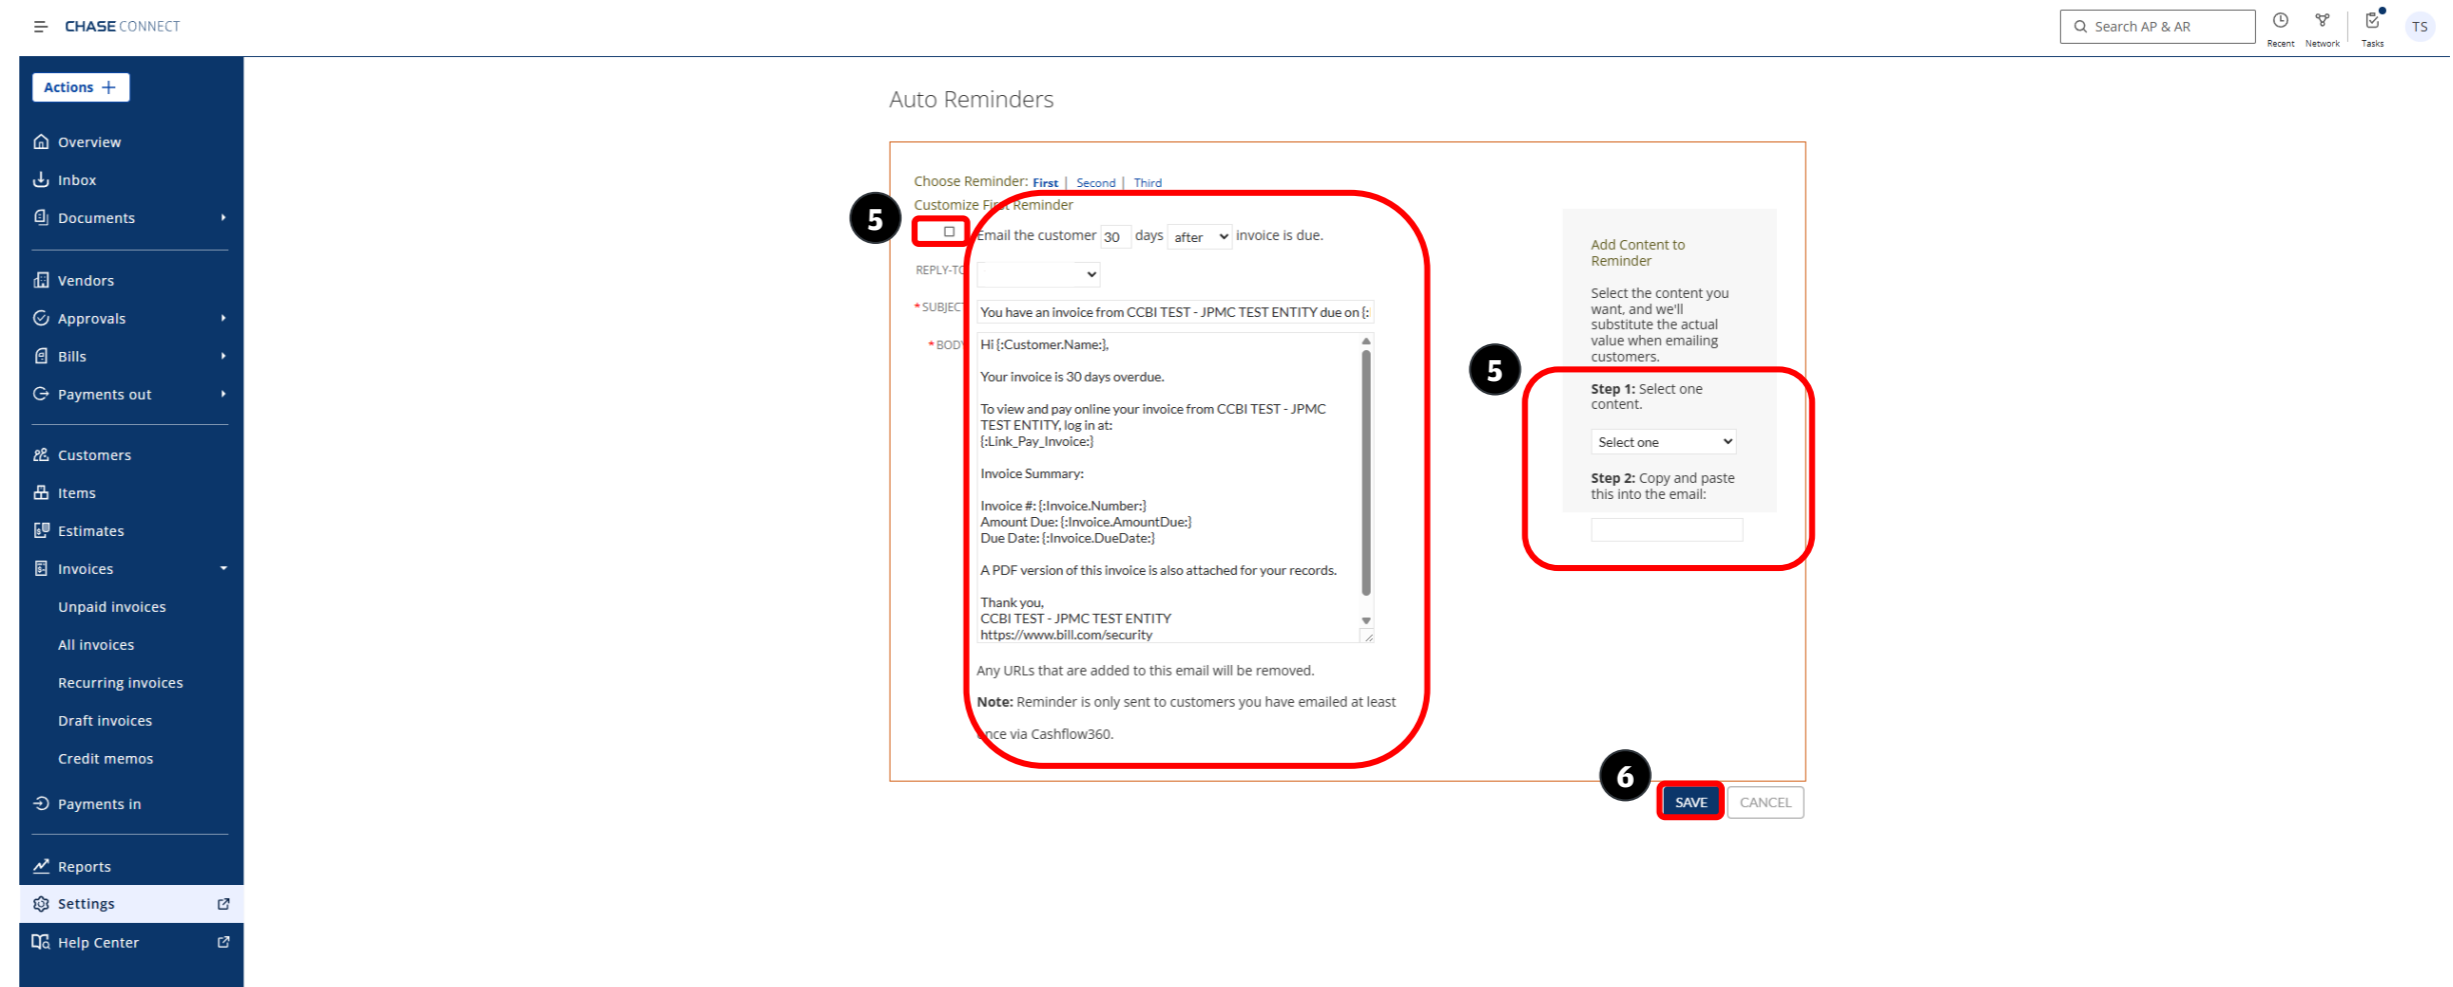 CHASE CONNECT
Search AP & AR
Recent
Network
Tasks
TS
Actions +
Overview
Inbox
Documents
Vendors
Approvals
Bills
Payments out
Customers
Items
Estimates
Invoices
Unpaid invoices
All invoices
Recurring invoices
Draft invoices
Credit memos
Payments in
Reports
Settings
Help Center
Auto Reminders
Choose Reminder: First | Second | Third
Customize First Reminder
5
Email the customer 30 days after invoice is due.
REPLY-TO
*SUBJECT
You have an invoice from CCBI TEST - JPMC TEST ENTITY due on {:
*BODY
Hi {:Customer.Name:},
Your invoice is 30 days overdue.
To view and pay online your invoice from CCBI TEST - JPMC
TEST ENTITY, log in at:
{:Link_Pay_Invoice:}
Invoice Summary:
Invoice #: {:Invoice.Number:}
Amount Due: {:Invoice.AmountDue:}
Due Date: {:Invoice.DueDate:}
A PDF version of this invoice is also attached for your records.
Thank you,
CCBI TEST - JPMC TEST ENTITY
https://www.bill.com/security
Any URLs that are added to this email will be removed.
Note: Reminder is only sent to customers you have emailed at least
once via Cashflow360.
Add Content to
Reminder
Select the content you
want, and we'll
substitute the actual
value when emailing
customers.
5
Step 1: Select one
content.
Select one
Step 2: Copy and paste
this into the email:
6
SAVE
CANCEL